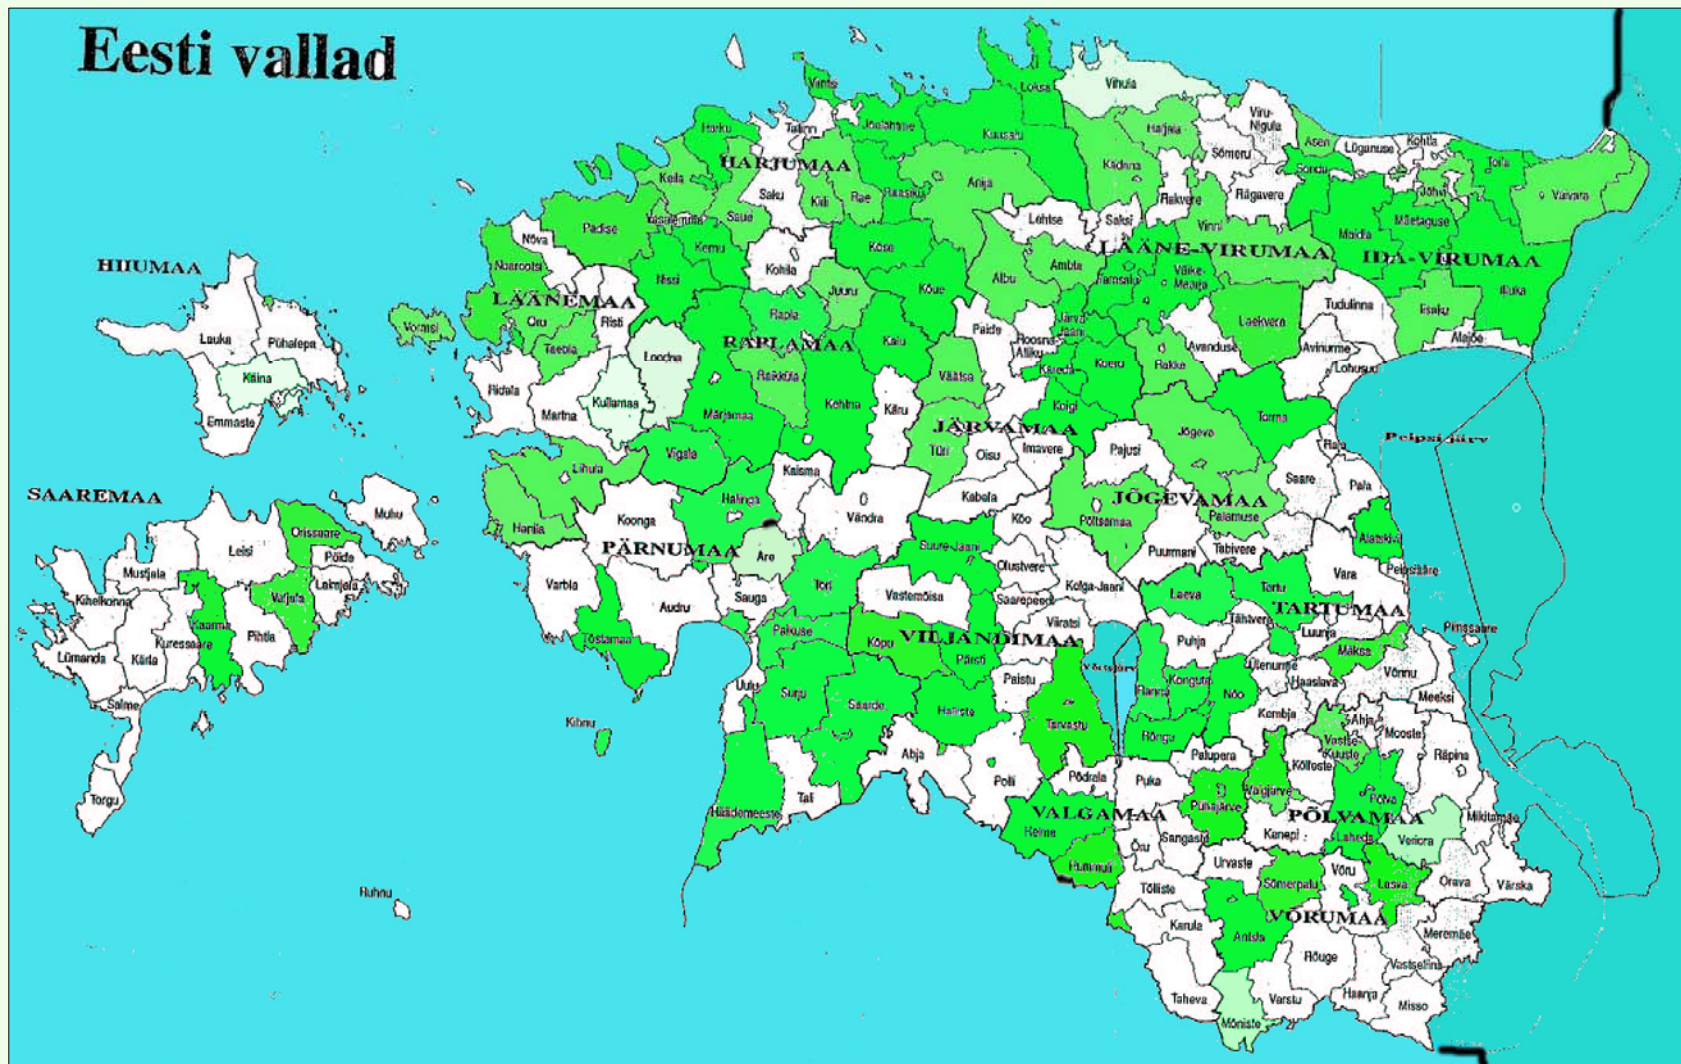 Eesti vallad
Vihula
Loksa
Viimsi
Viru-
Nigula
Harku
Tallinn
Jõelähtme
Kuusalu
Haljala
Sõmeru
Aseri
Lüganuse
Kohtla
Toila
HARJUMAA
Kadrina
Sonda
Keila
Saku
Kiili
Rae
Raasiku
Anija
Rakvere
Rägavere
Jõhvi
Vaivara
Vasalemma
Saue
Lehtse
Saksi
Vinni
Maidla
Mäetaguse
Padise
Nõva
Kernu
Kose
LÄÄNE-VIRUMAA
IDA-VIRUMAA
HIIUMAA
Noarootsi
Nissi
Kohila
Albu
Ambla
Tamsalu
Väike-
Maarja
Illuka
LÄÄNEMAA
Juuru
Kõue
Tudulinna
Iisaku
Vormsi
Oru
Risti
Rapla
Paide
Järva
Jaani
Laekvere
Lauka
Pühalepa
Taebla
Loodna
RAPLAMAA
Kaiu
Roosna-
Alliku
Avanduse
Avinurme
Alajõe
Käina
Raikküla
Väätsa
Kareda
Koeru
Rakke
Lohusuu
Ridala
Martna
Kullamaa
Märjamaa
Kehtna
Käru
Koigi
Torma
Emmaste
JÄRVAMAA
Jõgeva
Peipsi järv
Vigala
Türi
Oisu
Imavere
Pajusi
Raja
Lihula
Kaisma
Saare
Pala
SAAREMAA
Halinga
Vändra
Kabala
JÕGEVAMAA
Muhu
Hanila
Koonga
Köo
Põltsamaa
Palamuse
Orissaare
Leisi
Pöide
PÄRNUMAA
Are
Suure-Jaani
Puurmani
Tabivere
Alatskivi
Mustjala
Laimjala
Varbla
Tori
Olustvere
Kolga-Jaani
Vara
Peipsiääre
Kihelkonna
Valjala
Audru
Sauga
Vastemõisa
Saarepeedi
Laeva
Tartu
TARTUMAA
Kaarma
Kuressaare
Pihtla
Tõstamaa
Paikuse
Kõpu
VILJANDIMAA
Viiratsi
Tähtvere
Luunja
Piirissaare
Lümanda
Kärla
Pärsti
Puhja
Mäksa
Võrtsjärv
Ülenurme
Võnnu
Salme
Uulu
Surju
Saarde
Halliste
Paistu
Rannu
Konguta
Nõo
Haaslava
Meeksi
Kihnu
Tarvastu
Rõngu
Kambja
Ahja
Mooste
Torgu
Abja
Palupera
Vastse-
Kuuste
Kõlleste
Räpina
Häädemeeste
Tali
Polli
Põdrala
Puka
Pühajärve
Valgjärve
Põlva
VALGAMAA
PÕLVAMAA
Mikitamäe
Helme
Sangaste
Kanepi
Laheda
Veriora
Hummuli
Õru
Urvaste
Võru
Ruhnu
Tõlliste
Sõmerpalu
Lasva
Orava
Värska
Karula
Antsla
VÕRUMAA
Meremäe
Rõuge
Vastseliina
Taheva
Varstu
Haanja
Misso
Mõniste